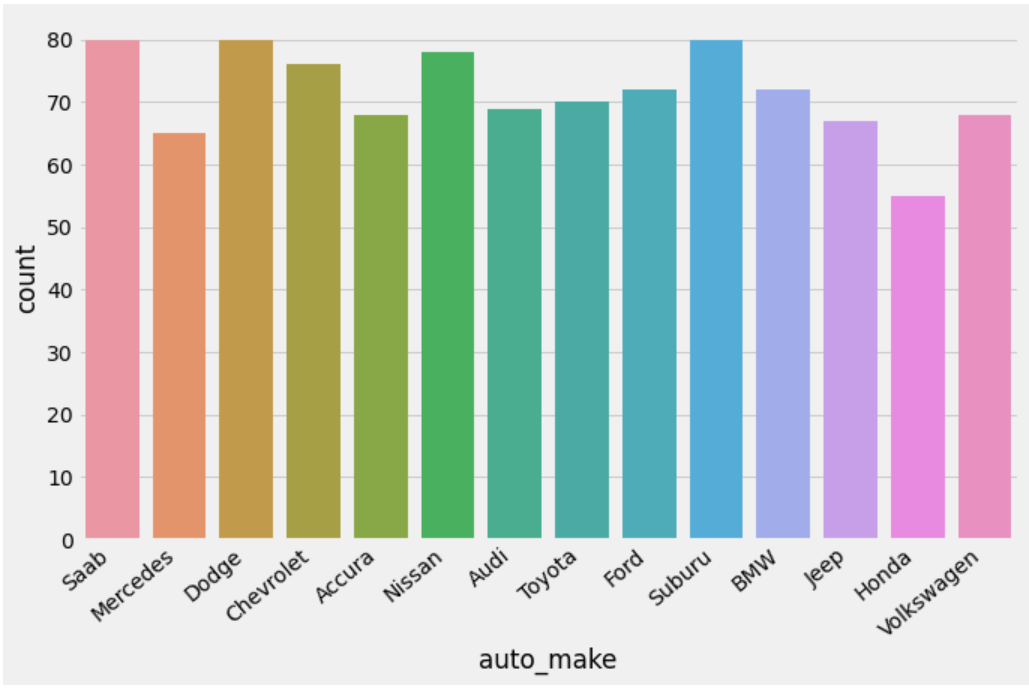 80
70
60
50
40
30
20
10
0
count
Saab
Mercedes
Dodge
Chevrolet
Accura
Nissan
Audi
Toyota
Ford
Suburu
BMW
Jeep
Honda
Volkswagen
auto_make